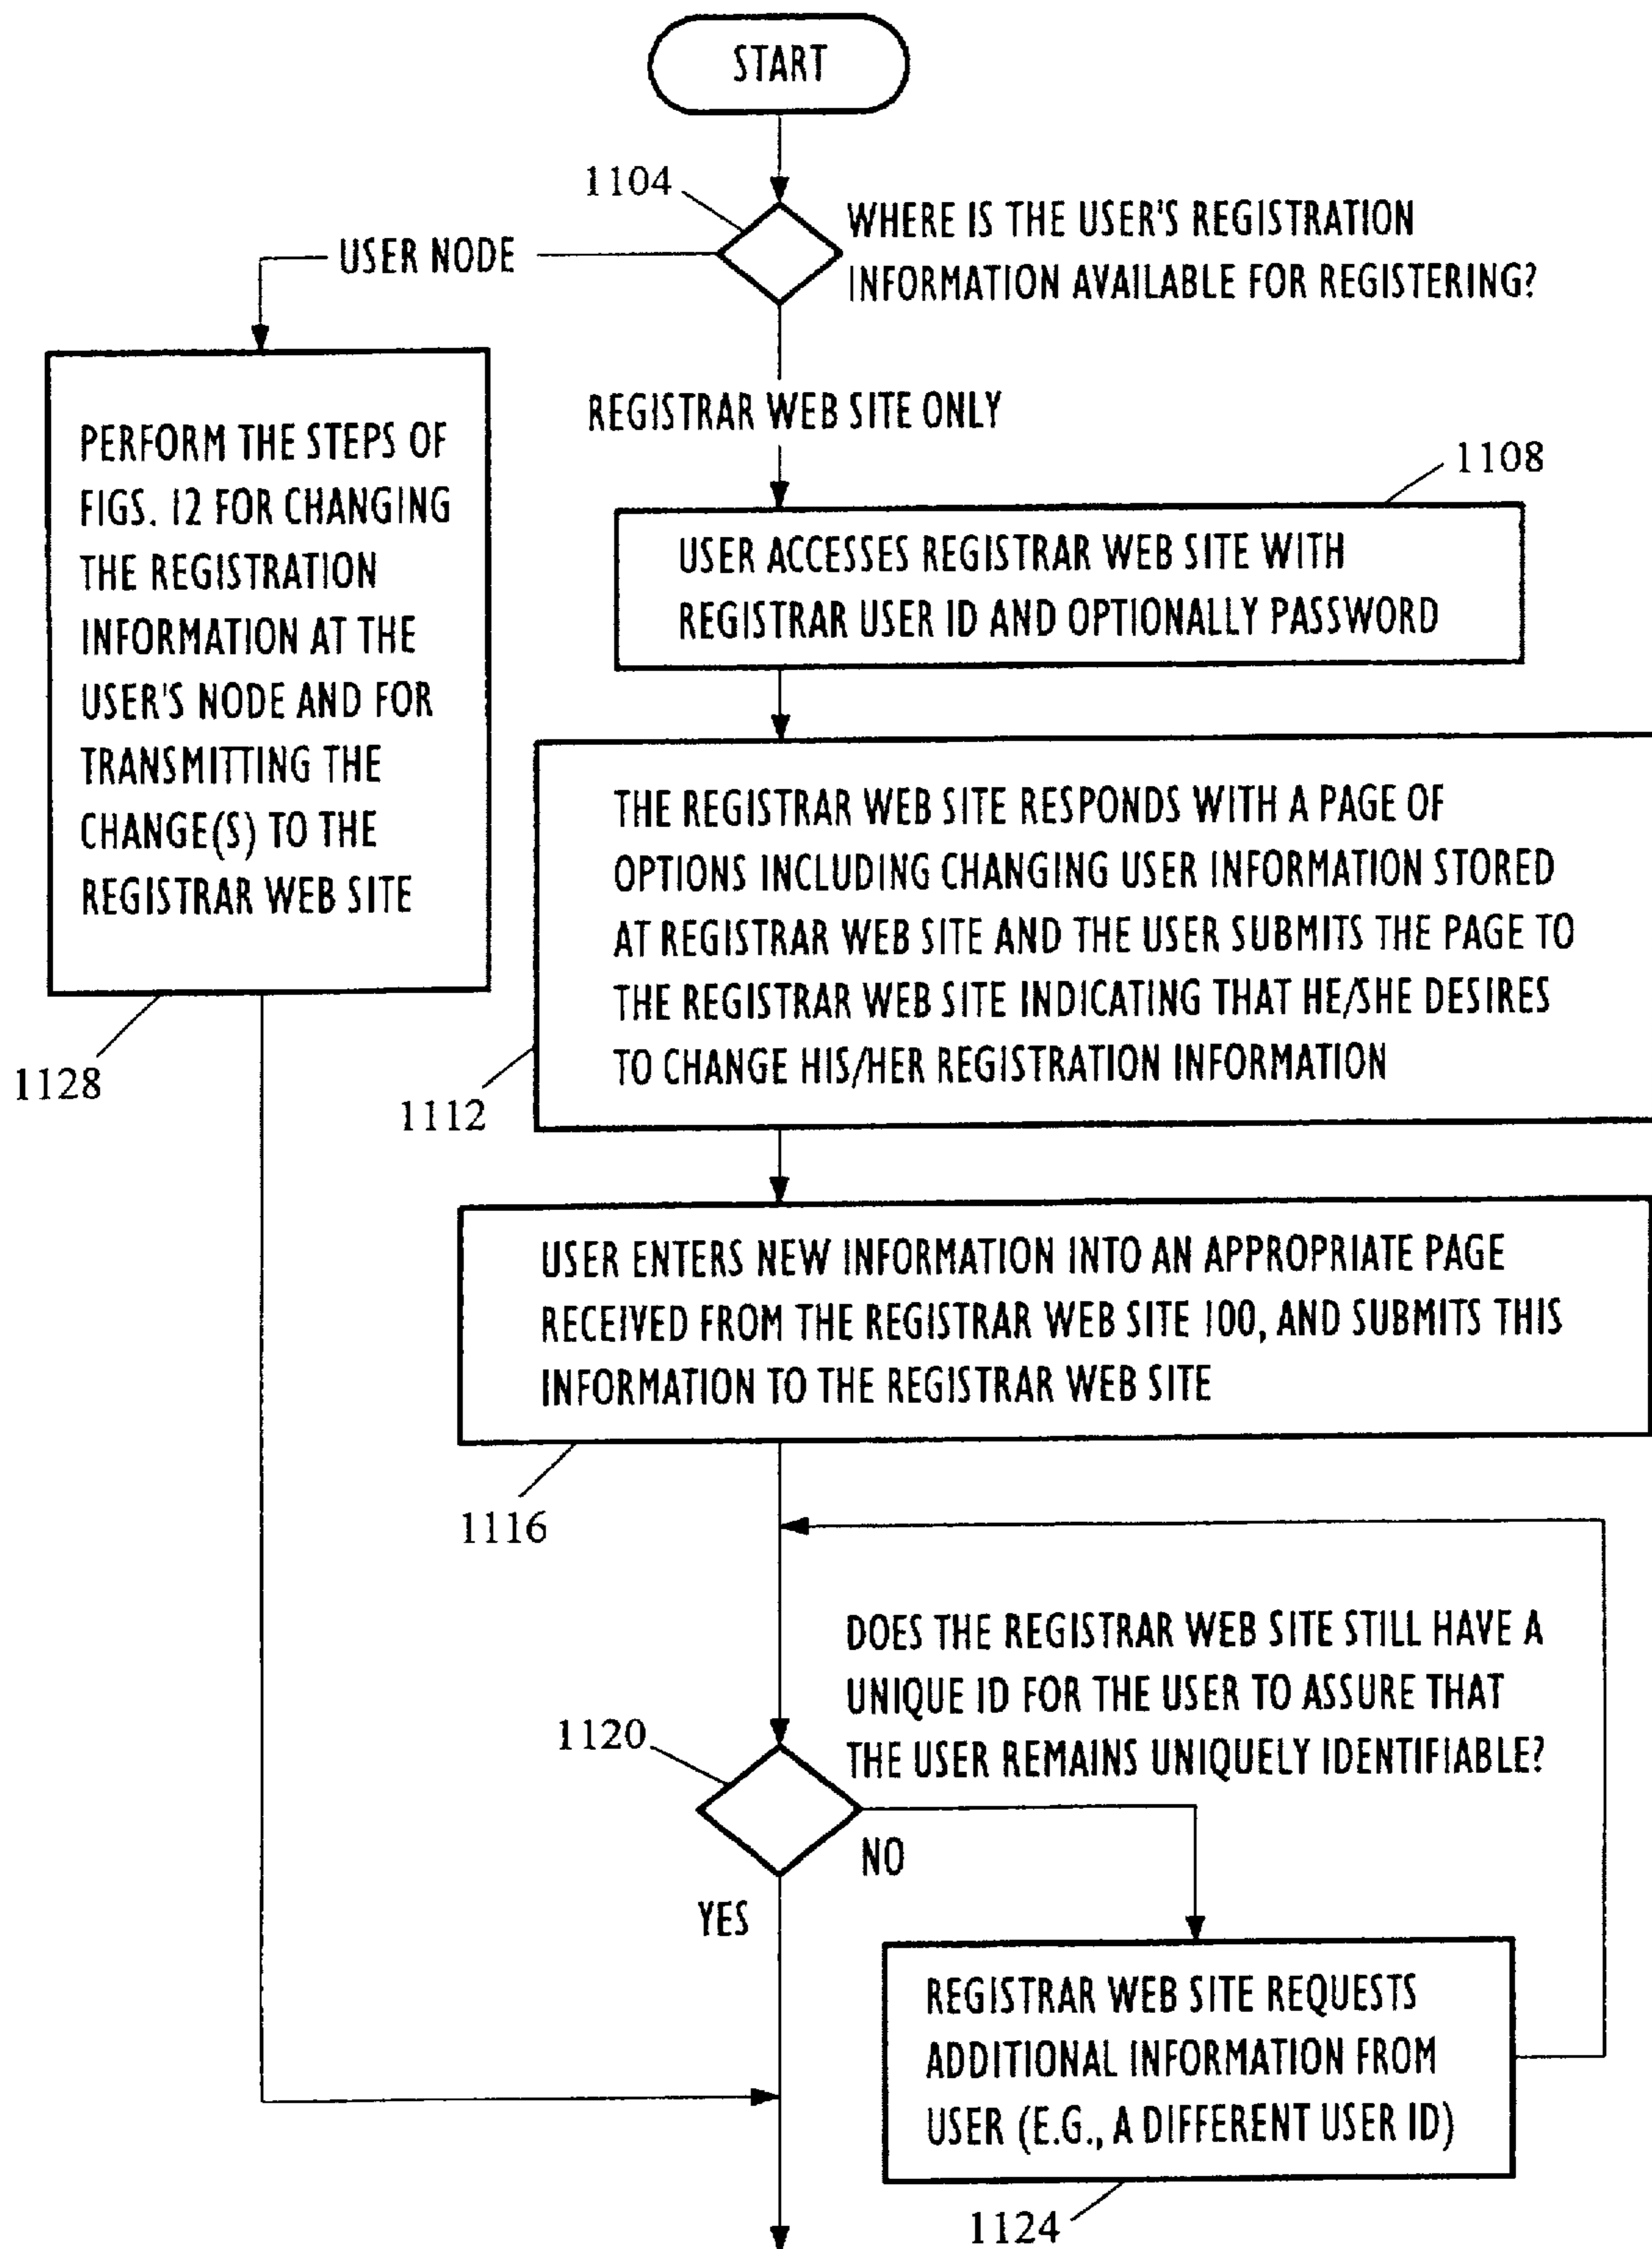 START
1104
WHERE IS THE USER'S REGISTRATION
INFORMATION AVAILABLE FOR REGISTERING?
USER NODE
REGISTRAR WEB SITE ONLY
PERFORM THE STEPS OF
FIGS. 12 FOR CHANGING
THE REGISTRATION
INFORMATION AT THE
USER'S NODE AND FOR
TRANSMITTING THE
CHANGE(S) TO THE
REGISTRAR WEB SITE
1128
1108
USER ACCESSES REGISTRAR WEB SITE WITH
REGISTRAR USER ID AND OPTIONALLY PASSWORD
THE REGISTRAR WEB SITE RESPONDS WITH A PAGE OF
OPTIONS INCLUDING CHANGING USER INFORMATION STORED
AT REGISTRAR WEB SITE AND THE USER SUBMITS THE PAGE TO
THE REGISTRAR WEB SITE INDICATING THAT HE/SHE DESIRES
TO CHANGE HIS/HER REGISTRATION INFORMATION
1112
USER ENTERS NEW INFORMATION INTO AN APPROPRIATE PAGE
RECEIVED FROM THE REGISTRAR WEB SITE 100, AND SUBMITS THIS
INFORMATION TO THE REGISTRAR WEB SITE
1116
DOES THE REGISTRAR WEB SITE STILL HAVE A
UNIQUE ID FOR THE USER TO ASSURE THAT
THE USER REMAINS UNIQUELY IDENTIFIABLE?
1120
NO
YES
REGISTRAR WEB SITE REQUESTS
ADDITIONAL INFORMATION FROM
USER (E.G., A DIFFERENT USER ID)
1124